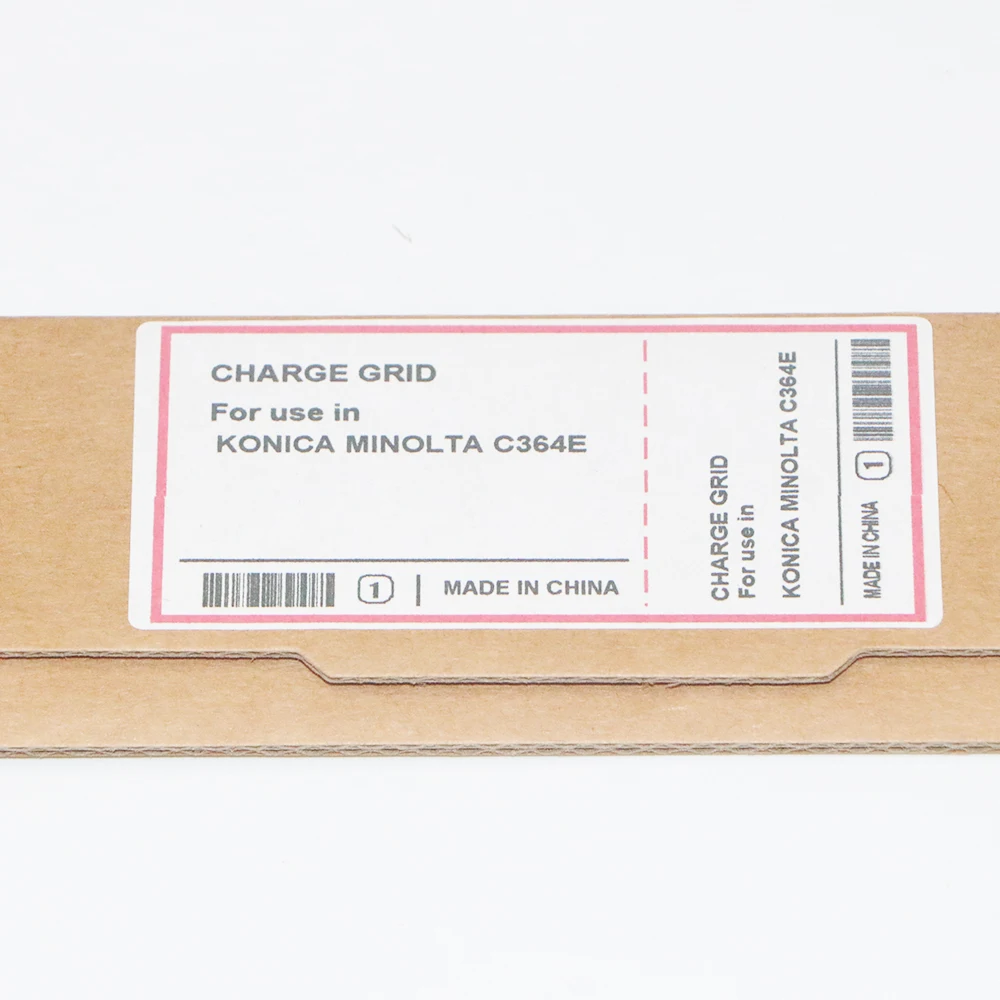 CHARGE GRID
For use in
KONICA MINOLTA C364E
1 | MADE IN CHINA
CHARGE GRID
For use in
KONICA MINOLTA C364E
MADE IN CHINA 1